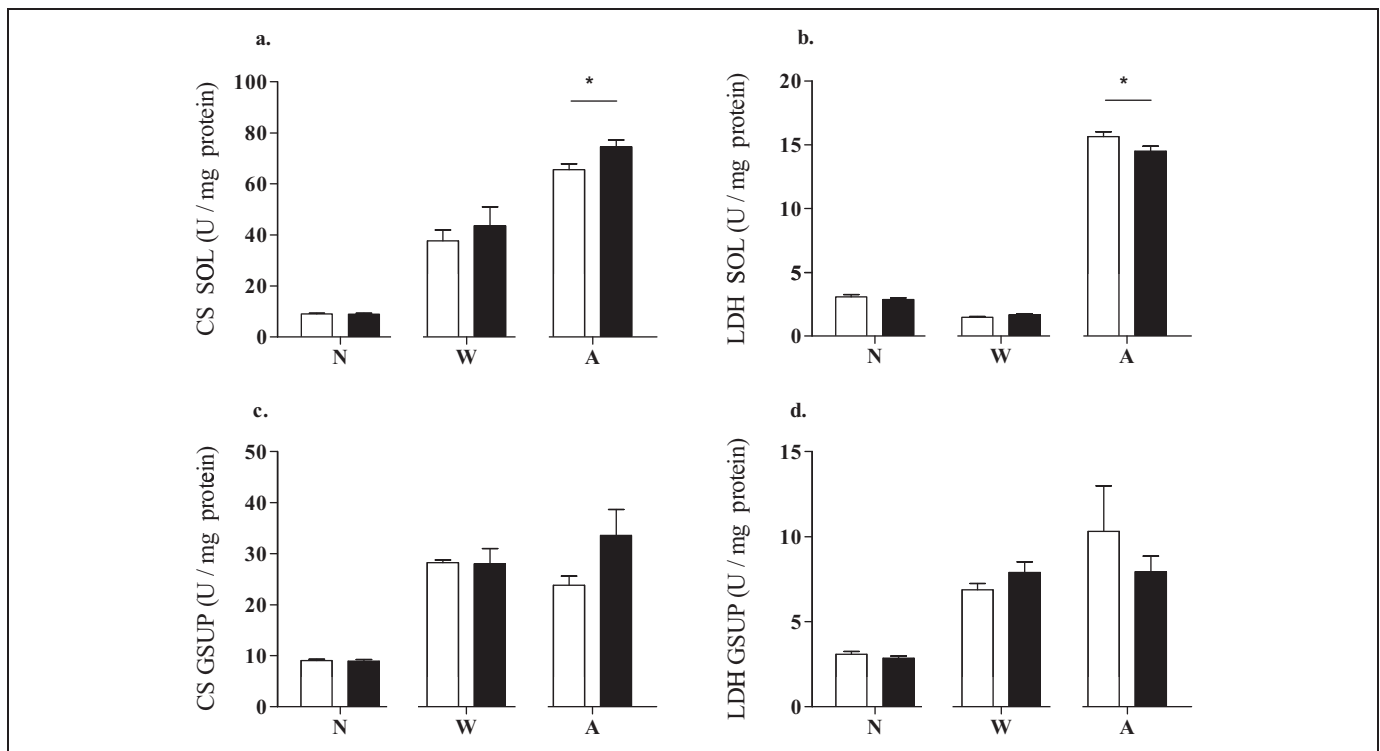 a.
CS SOL (U / mg protein)
100
80
60
40
20
0
*
N W A
b.
LDH SOL (U / mg protein)
20
15
10
5
0
*
N W A
c.
CS GSUP (U / mg protein)
50
40
30
20
10
0
N W A
d.
LDH GSUP (U / mg protein)
15
10
5
0
N W A